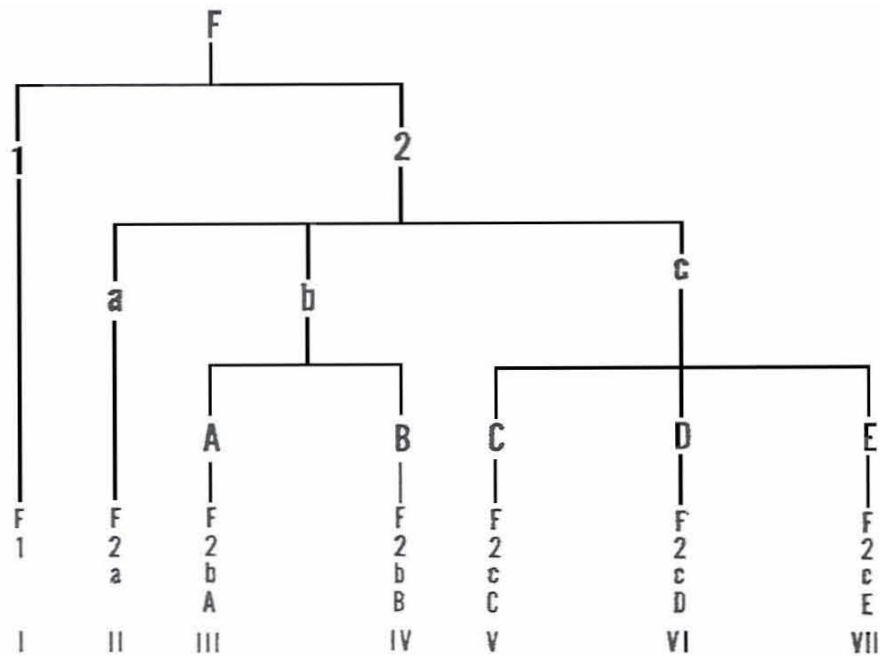 F
1 2
a b c
A B C D E
F F F F F F F
1 2 2 2 2 2 2
a b b c c c
A B C D E
I II III IV V VI VII